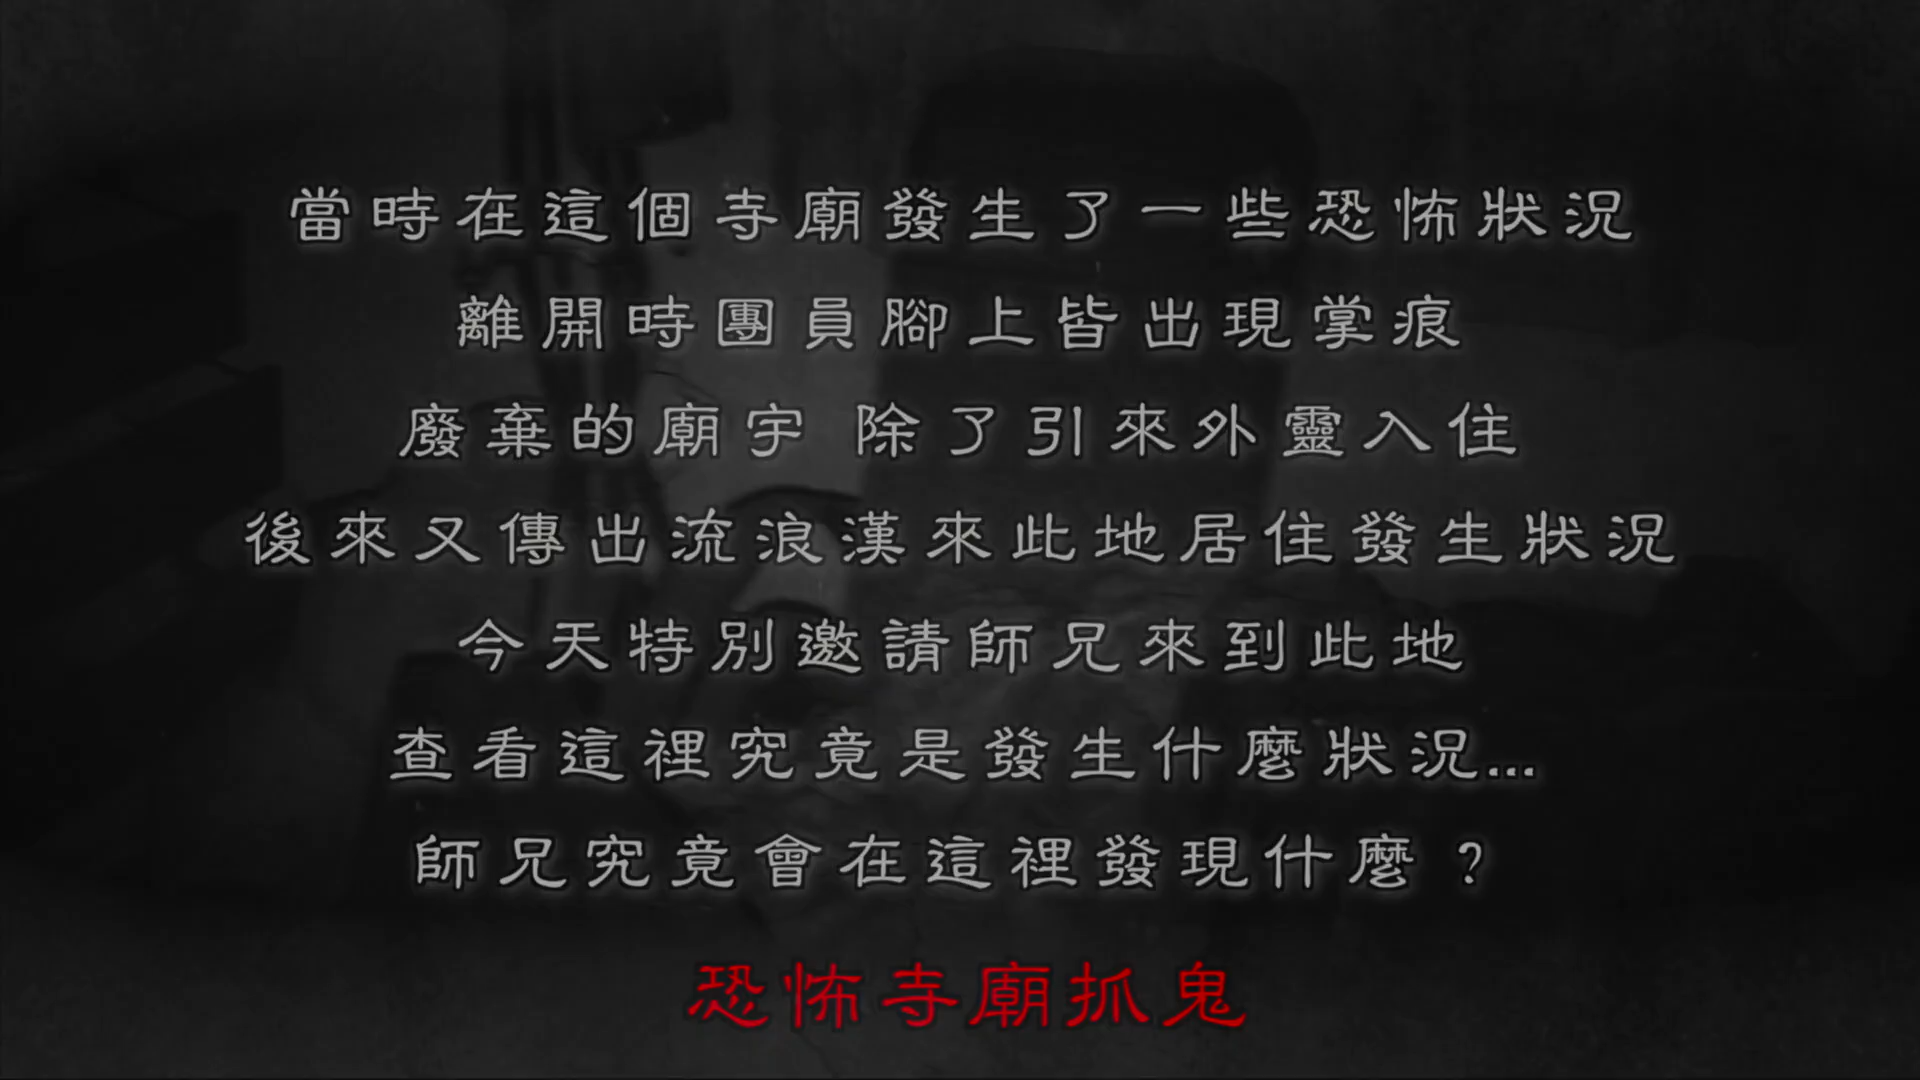 當時在這個寺廟發生了一些恐怖狀況
離開時團員腳上皆出現掌痕
廢棄的廟宇 除了引來外靈入住
後來又傳出流浪漢來此地居住發生狀況
今天特別邀請師兄來到此地
查看這裡究竟是發生什麼狀況...
師兄究竟會在這裡發現什麼？
恐怖寺廟抓鬼